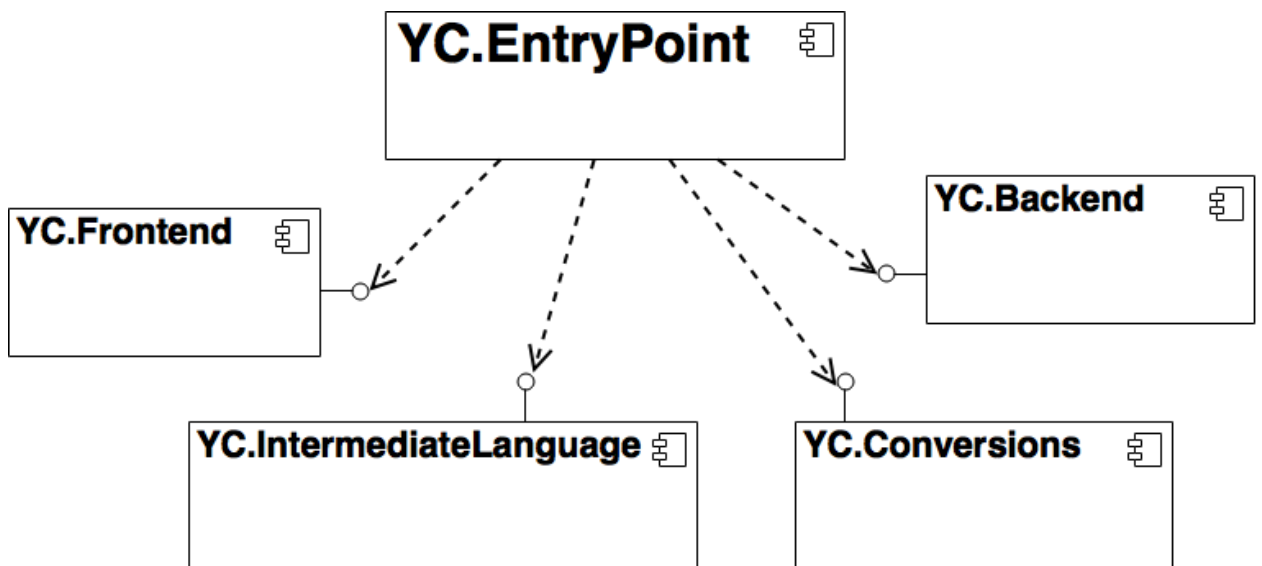 YC.EntryPoint
YC.Frontend
YC.Backend
YC.IntermediateLanguage
YC.Conversions